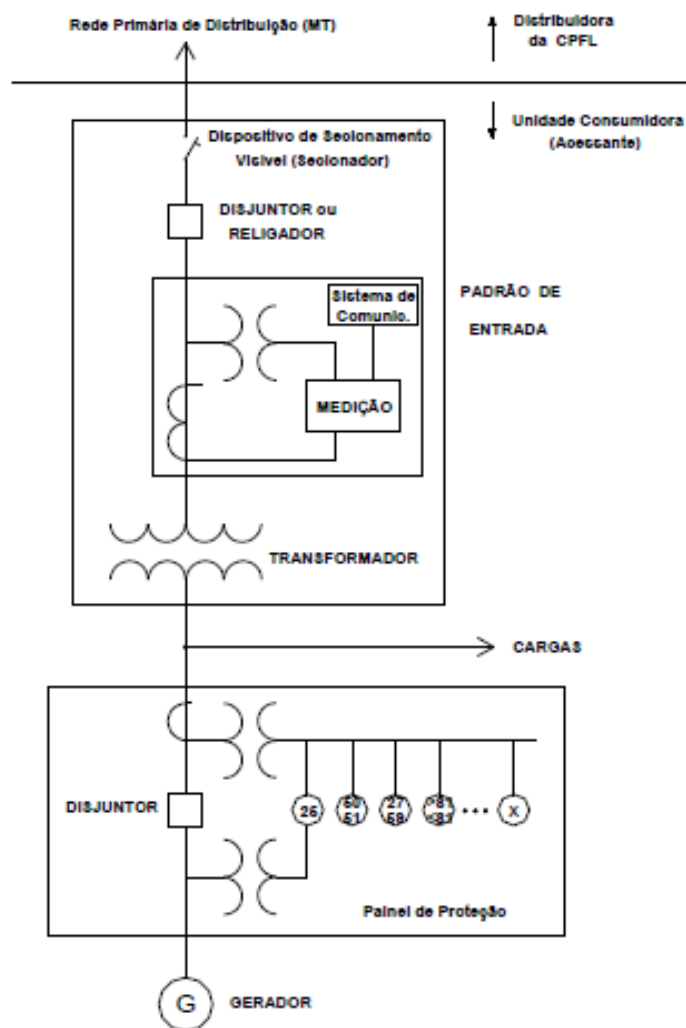 Rede Primária de Distribuição (MT)
Distribuidora
da CPFL
Unidade Consumidora
(Acessante)
Dispositivo de Secionamento
Visível (Secionador)
DISJUNTOR ou
RELIGADOR
PADRÃO DE
ENTRADA
Sistema de
Comunic.
MEDIÇÃO
TRANSFORMADOR
CARGAS
DISJUNTOR
25
50
51
27
59
>81
<81
...
X
Painel de Proteção
G
GERADOR